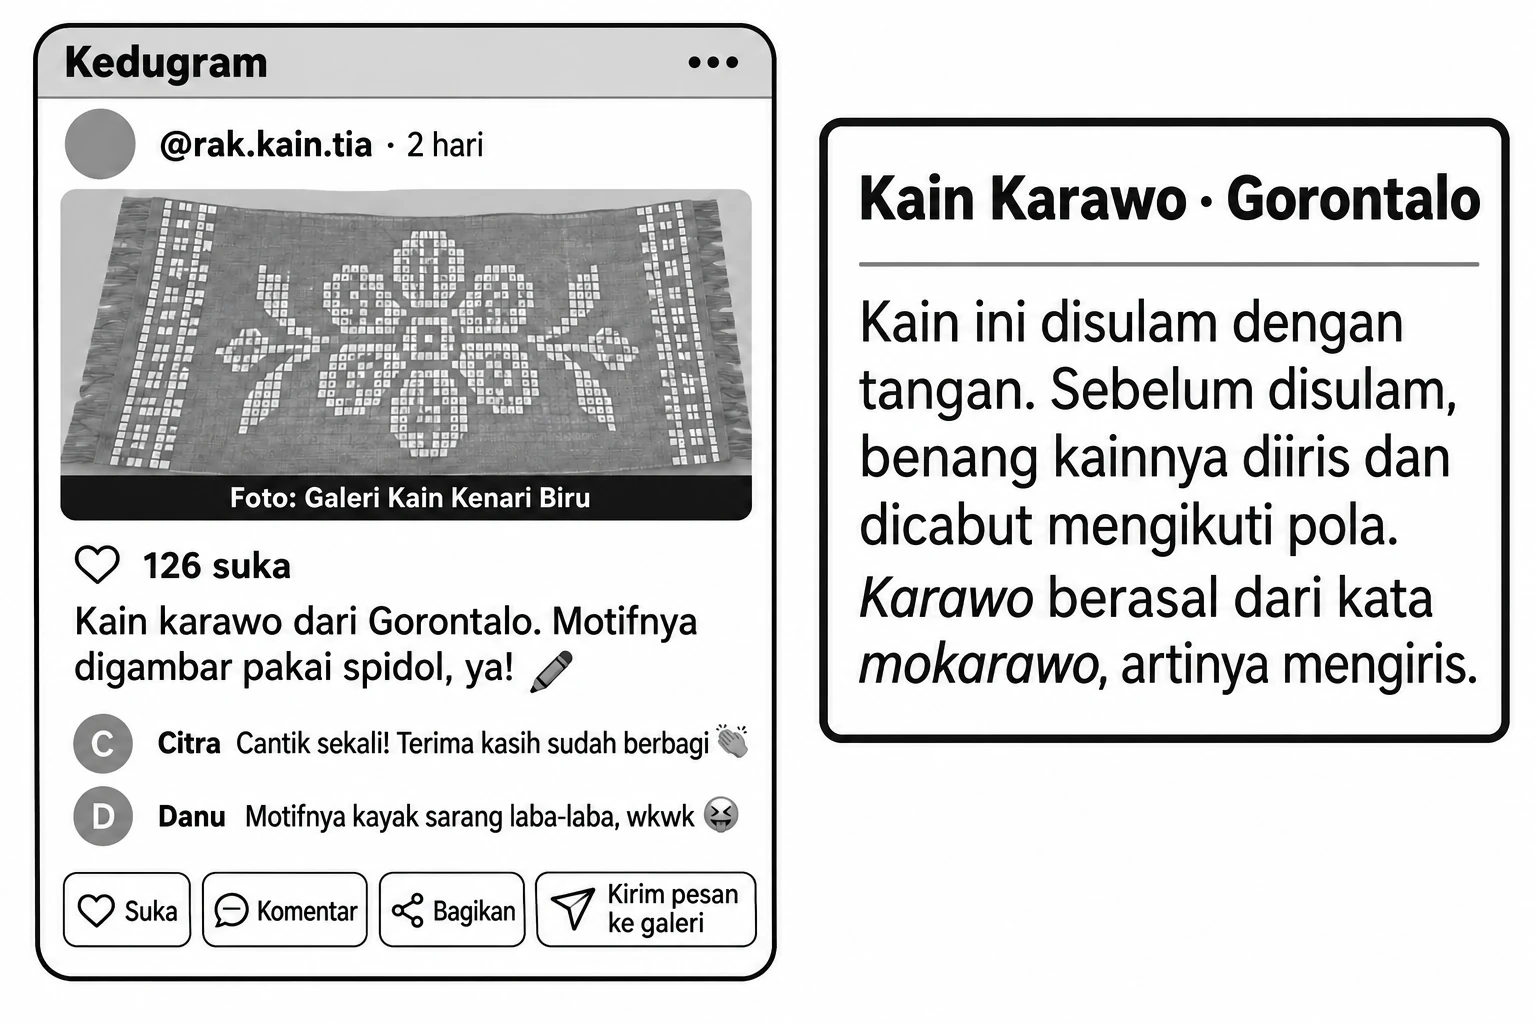 Kedugram
@rak.kain.tia · 2 hari
Foto: Galeri Kain Kenari Biru
126 suka
Kain karawo dari Gorontalo. Motifnya
digambar pakai spidol, ya!
C Citra Cantik sekali! Terima kasih sudah berbagi
D Danu Motifnya kayak sarang laba-laba, wkwk
Suka
Komentar
Bagikan
Kirim pesan
ke galeri
Kain Karawo · Gorontalo
Kain ini disulam dengan
tangan. Sebelum disulam,
benang kainnya diiris dan
dicabut mengikuti pola.
Karawo berasal dari kata
mokarawo, artinya mengiris.